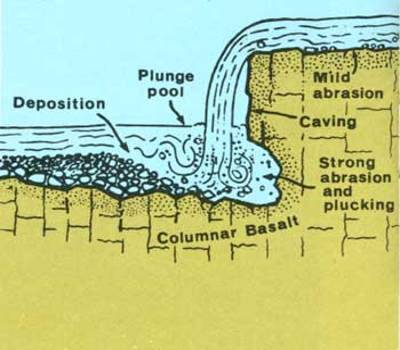 Plunge
pool
Deposition
Mild
abrasion
Caving
Strong
abrasion
and
plucking
Columnar Basalt